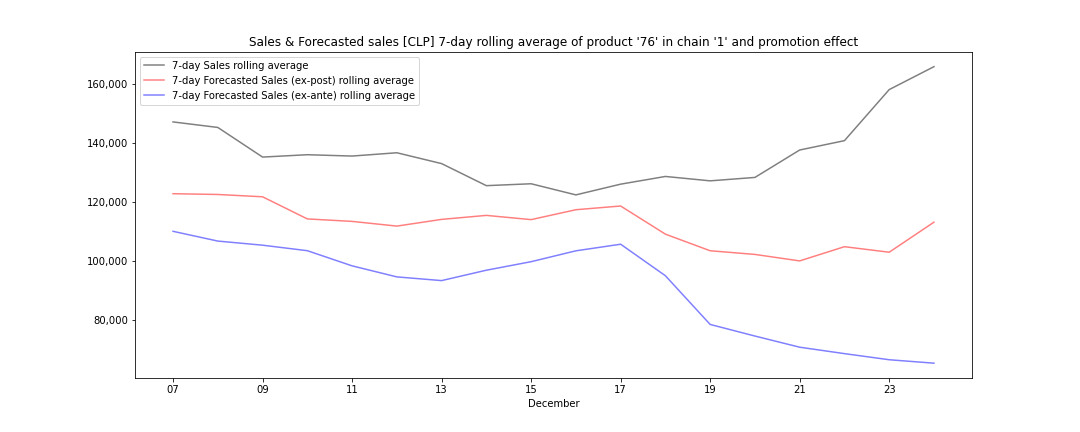 Sales & Forecasted sales [CLP] 7-day rolling average of product '76' in chain '1' and promotion effect
7-day Sales rolling average
7-day Forecasted Sales (ex-post) rolling average
7-day Forecasted Sales (ex-ante) rolling average
160,000
140,000
120,000
100,000
80,000
07 09 11 13 15 17 19 21 23
December